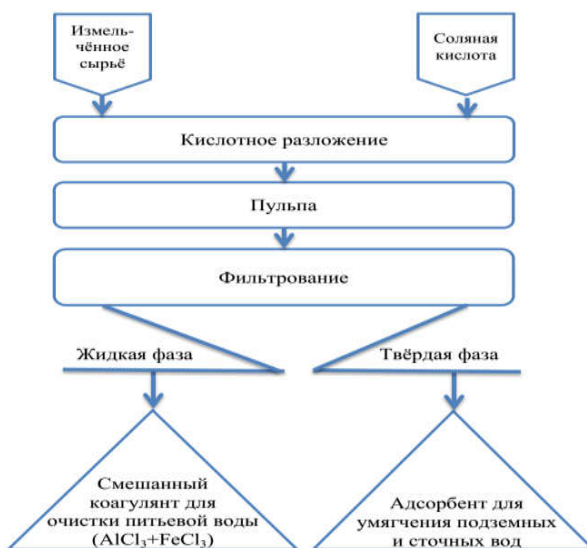 Измель-
чённое
сырьё
Соляная
кислота
Кислотное разложение
Пульпа
Фильтрование
Жидкая фаза
Твёрдая фаза
Смешанный
коагулянт для
очистки питьевой воды
(AlCl₃+FeCl₃)
Адсорбент для
умягчения подземных
и сточных вод